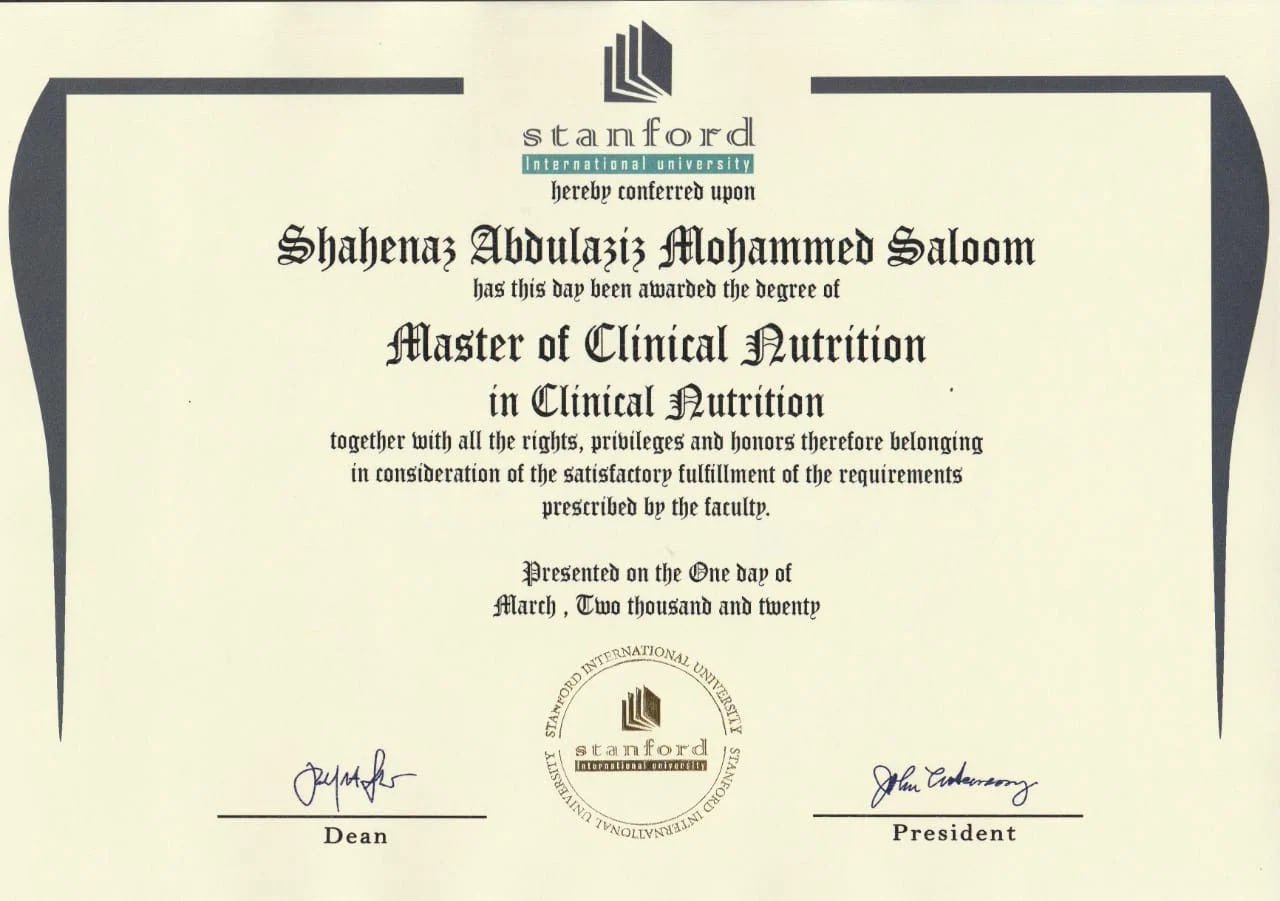 stanford
International university
hereby conferred upon
Shahenaz Abdulaziz Mohammed Saloom
has this day been awarded the degree of
Master of Clinical Nutrition
in Clinical Nutrition
together with all the rights, privileges and honors therefore belonging
in consideration of the satisfactory fulfillment of the requirements
prescribed by the faculty.
Presented on the One day of
March , Two thousand and twenty
STANFORD INTERNATIONAL UNIVERSITY STANFORD INTERNATIONAL UNIVERSITY
stanford
International university
John
Dean
President